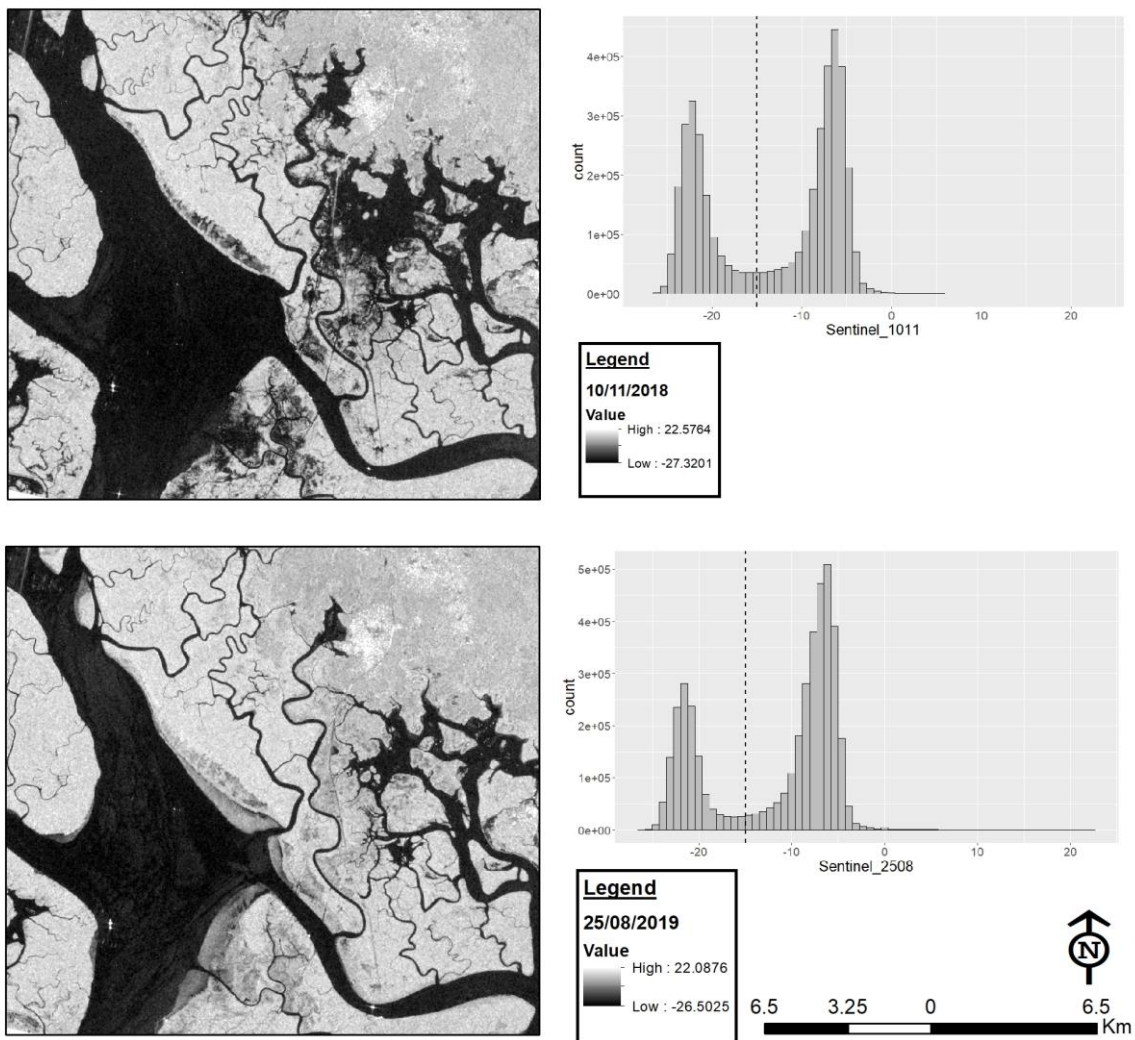 4e+05
3e+05
2e+05
1e+05
0e+00
count
-20 -10 0 10 20
Sentinel_1011
Legend
10/11/2018
Value
High : 22.5764
Low : -27.3201
5e+05
4e+05
3e+05
2e+05
1e+05
0e+00
count
-20 -10 0 10 20
Sentinel_2508
Legend
25/08/2019
Value
High : 22.0876
Low : -26.5025
N
6.5 3.25 0 6.5
Km